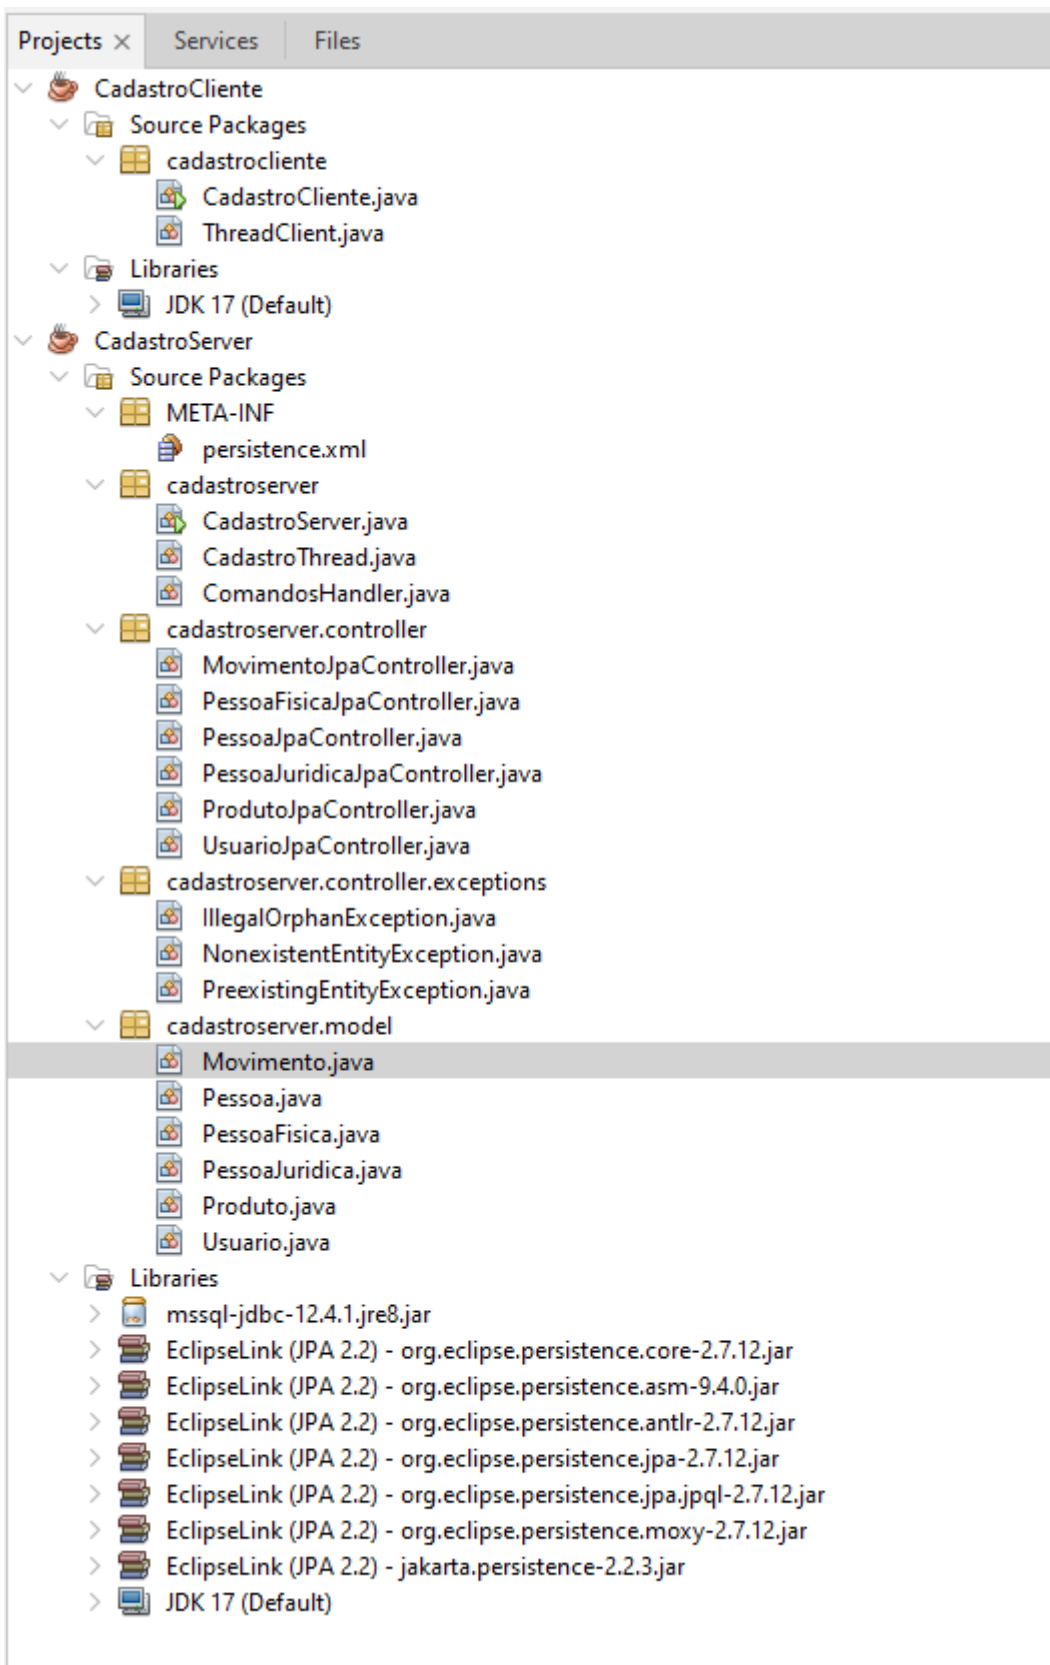 Projects × Services Files
CadastroCliente
Source Packages
cadastrocliente
CadastroCliente.java
ThreadClient.java
Libraries
JDK 17 (Default)
CadastroServer
Source Packages
META-INF
persistence.xml
cadastroserver
CadastroServer.java
CadastroThread.java
ComandosHandler.java
cadastroserver.controller
MovimentoJpaController.java
PessoaFisicaJpaController.java
PessoaJpaController.java
PessoaJuridicaJpaController.java
ProdutoJpaController.java
UsuarioJpaController.java
cadastroserver.controller.exceptions
IllegalOrphanException.java
NonexistentEntityException.java
PreexistingEntityException.java
cadastroserver.model
Movimento.java
Pessoa.java
PessoaFisica.java
PessoaJuridica.java
Produto.java
Usuario.java
Libraries
mssql-jdbc-12.4.1.jre8.jar
EclipseLink (JPA 2.2) - org.eclipse.persistence.core-2.7.12.jar
EclipseLink (JPA 2.2) - org.eclipse.persistence.asm-9.4.0.jar
EclipseLink (JPA 2.2) - org.eclipse.persistence.antlr-2.7.12.jar
EclipseLink (JPA 2.2) - org.eclipse.persistence.jpa-2.7.12.jar
EclipseLink (JPA 2.2) - org.eclipse.persistence.jpa.jpql-2.7.12.jar
EclipseLink (JPA 2.2) - org.eclipse.persistence.moxy-2.7.12.jar
EclipseLink (JPA 2.2) - jakarta.persistence-2.2.3.jar
JDK 17 (Default)